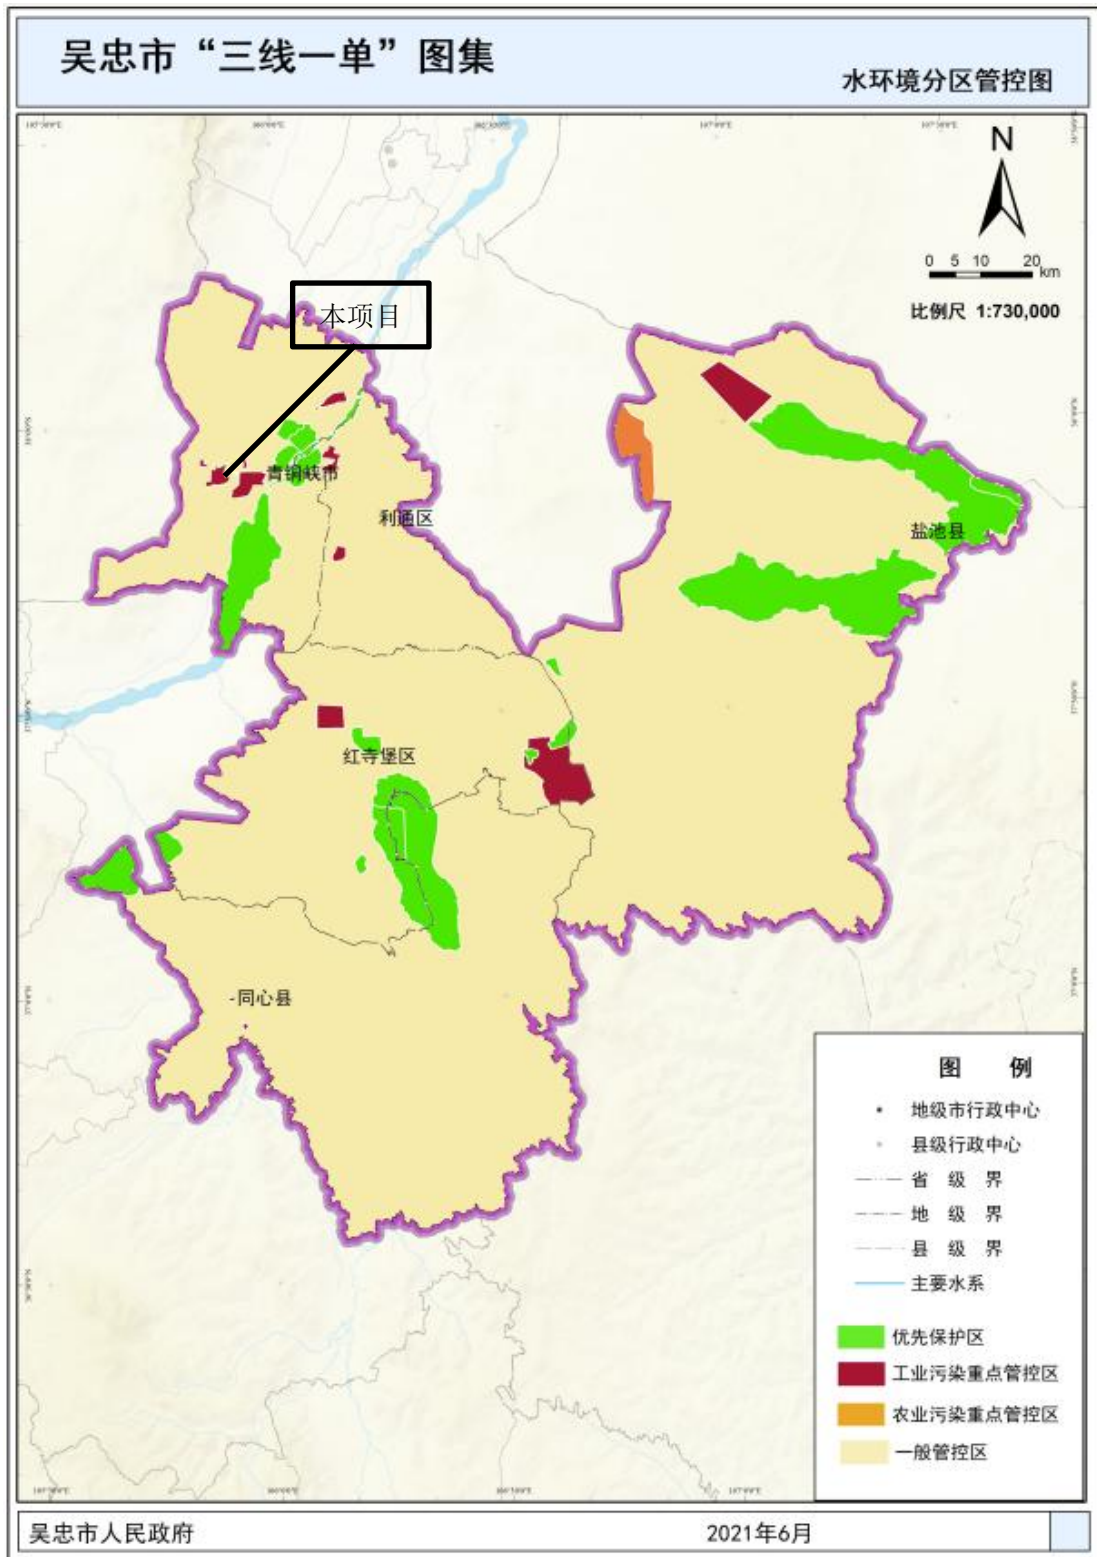 吴忠市“三线一单”图集
水环境分区管控图
N
0 5 10 20 km
比例尺 1:730,000
本项目
青铜峡市
利通区
盐池县
红寺堡区
同心县
图 例
地级市行政中心
县级行政中心
省 级 界
地 级 界
县 级 界
主要水系
优先保护区
工业污染重点管控区
农业污染重点管控区
一般管控区
吴忠市人民政府
2021年6月